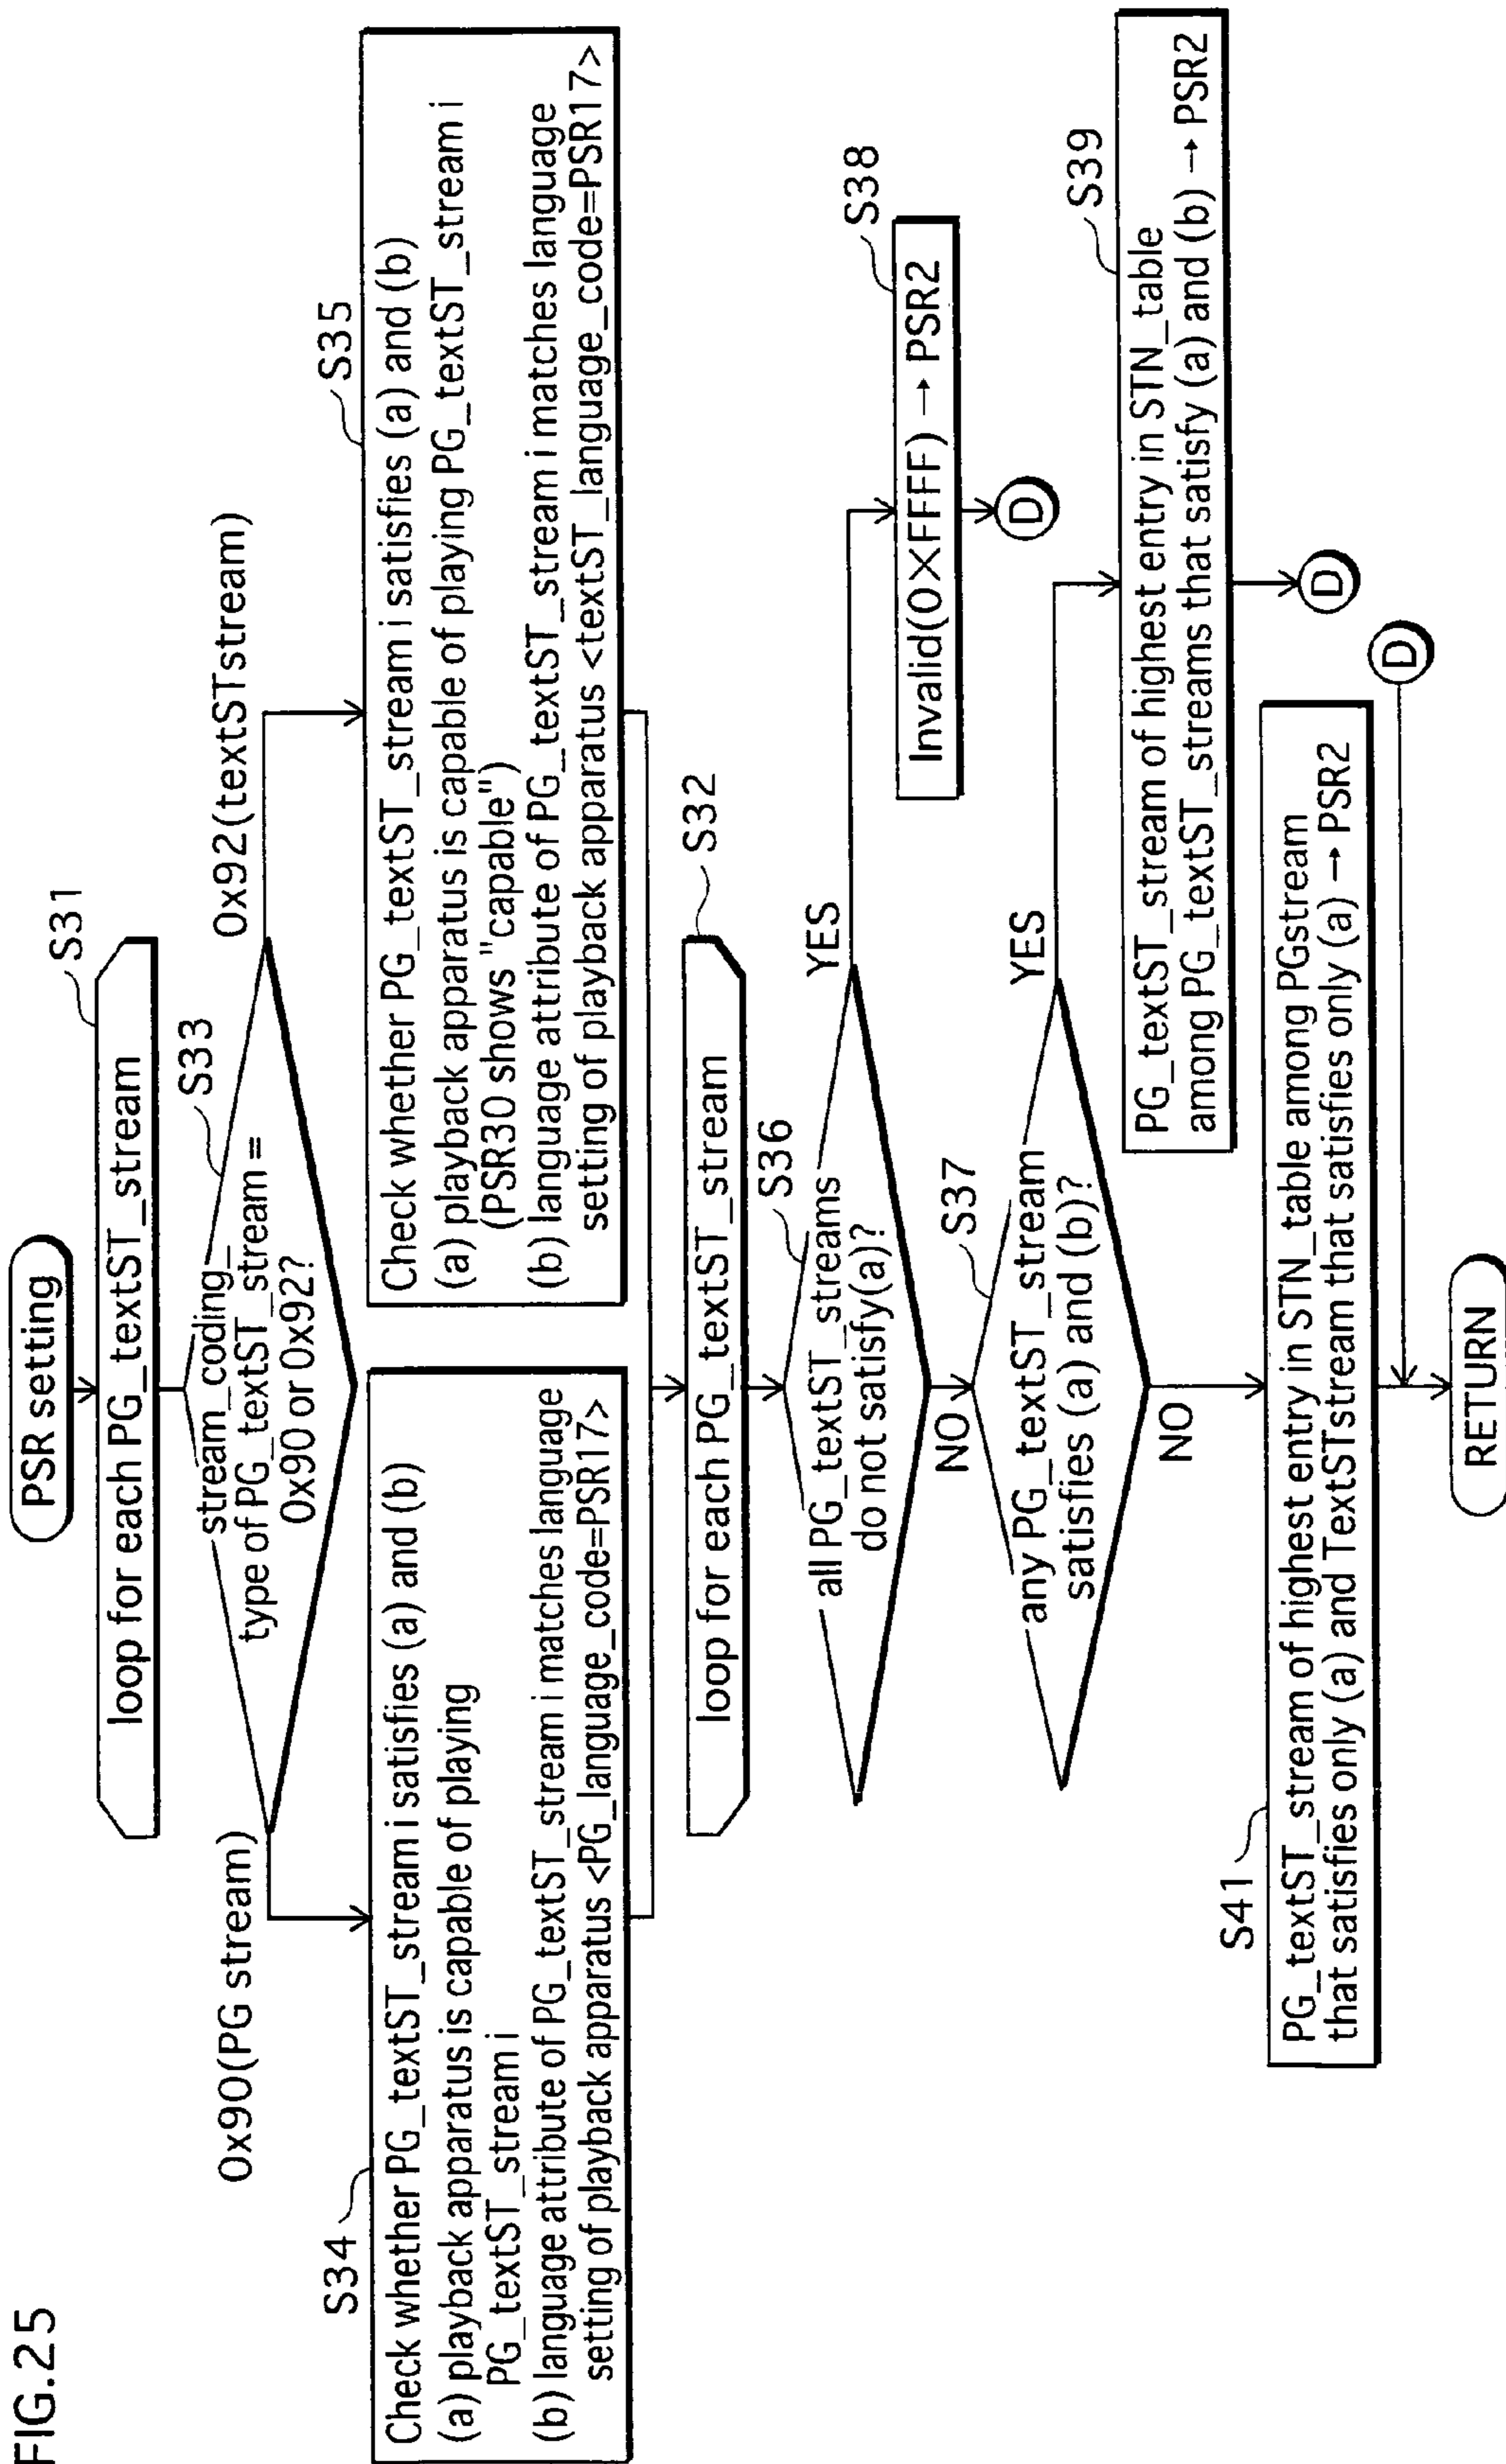 FIG.25
PSR setting
S31
loop for each PG_textST_stream
S33
stream_coding_
type of PG_textST_stream =
0x90 or 0x92?
0x90(PG stream)
0x92(textSTstream)
S34
Check whether PG_textST_stream i satisfies (a) and (b)
(a) playback apparatus is capable of playing
PG_textST_stream i
(b) language attribute of PG_textST_stream i matches language
setting of playback apparatus <PG_language_code=PSR17>
S35
Check whether PG_textST_stream i satisfies (a) and (b)
(a) playback apparatus is capable of playing PG_textST_stream i
(PSR30 shows "capable")
(b) language attribute of PG_textST_stream i matches language
setting of playback apparatus <textST_language_code=PSR17>
S32
loop for each PG_textST_stream
S36
all PG_textST_streams
do not satisfy(a)?
YES
S38
Invalid(0XFFFF) → PSR2
D
NO
S37
any PG_textST_stream
satisfies (a) and (b)?
YES
S39
PG_textST_stream of highest entry in STN_table
among PG_textST_streams that satisfy (a) and (b) → PSR2
D
NO
S41
PG_textST_stream of highest entry in STN_table among PGstream
that satisfies only (a) and TextSTstream that satisfies only (a) → PSR2
D
RETURN